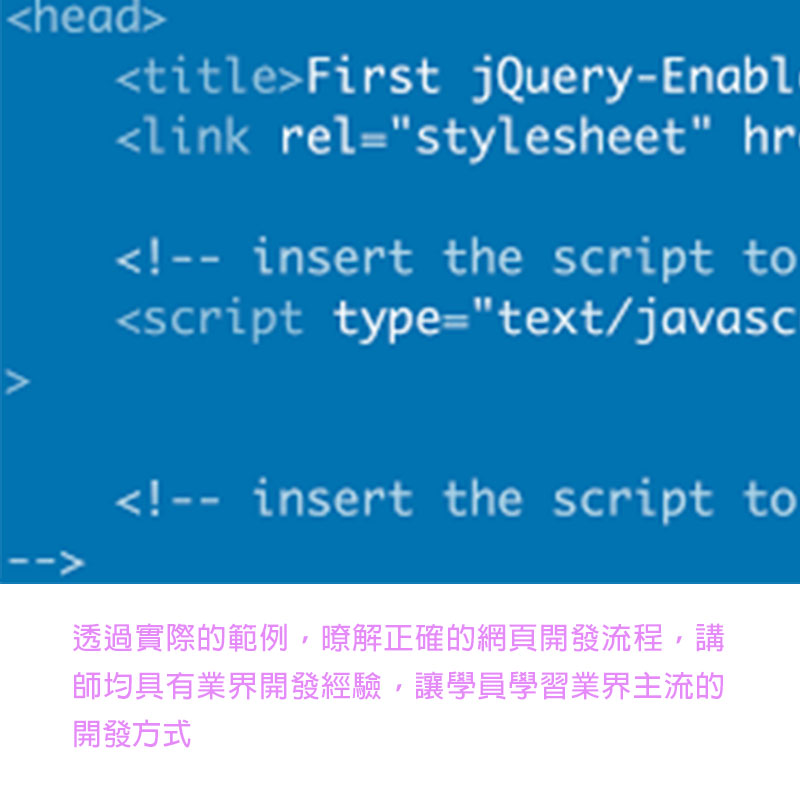 <head>
<title>First jQuery-Enabl
<link rel="stylesheet" hr
<!-- insert the script to
<script type="text/javasc
>
<!-- insert the script to
-->
透過實際的範例，瞭解正確的網頁開發流程，講
師均具有業界開發經驗，讓學員學習業界主流的
開發方式